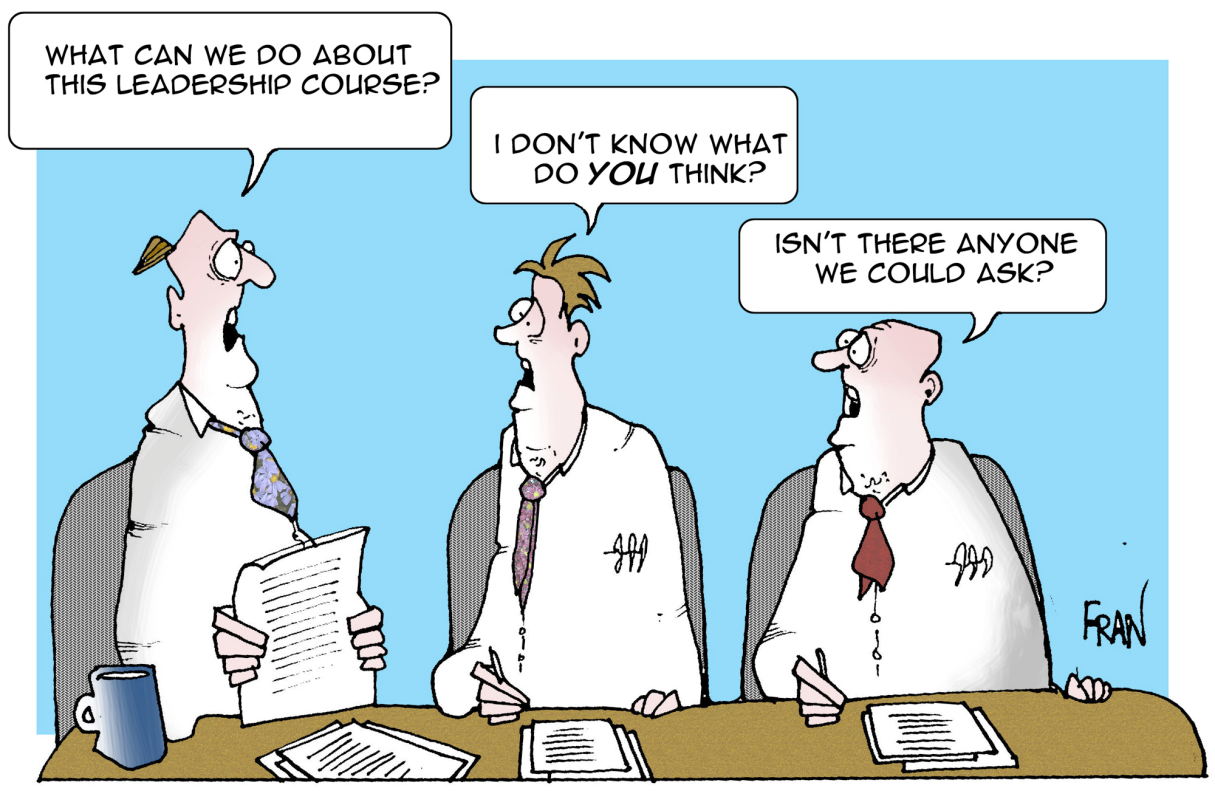 WHAT CAN WE DO ABOUT
THIS LEADERSHIP COURSE?
I DON'T KNOW WHAT
DO YOU THINK?
ISN'T THERE ANYONE
WE COULD ASK?
FRAN